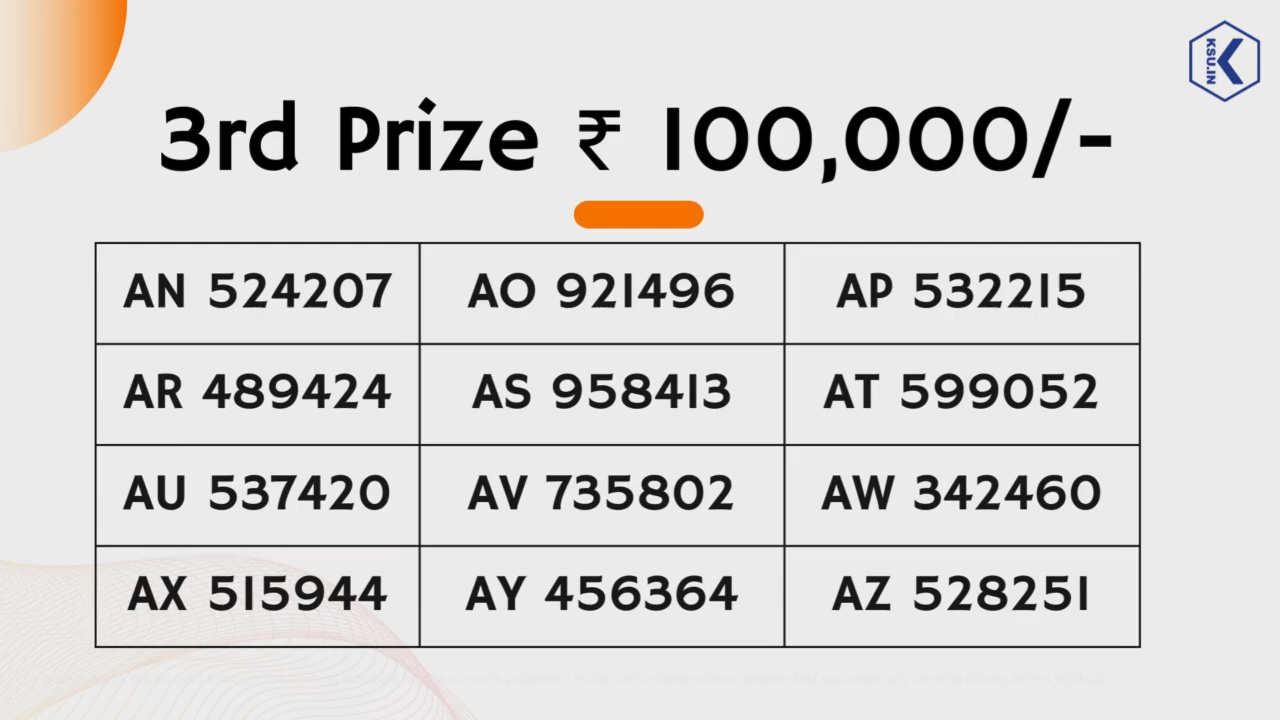 KSU.IN
3rd Prize ₹ 100,000/-
AN 524207 AO 921496 AP 532215
AR 489424 AS 958413 AT 599052
AU 537420 AV 735802 AW 342460
AX 515944 AY 456364 AZ 528251